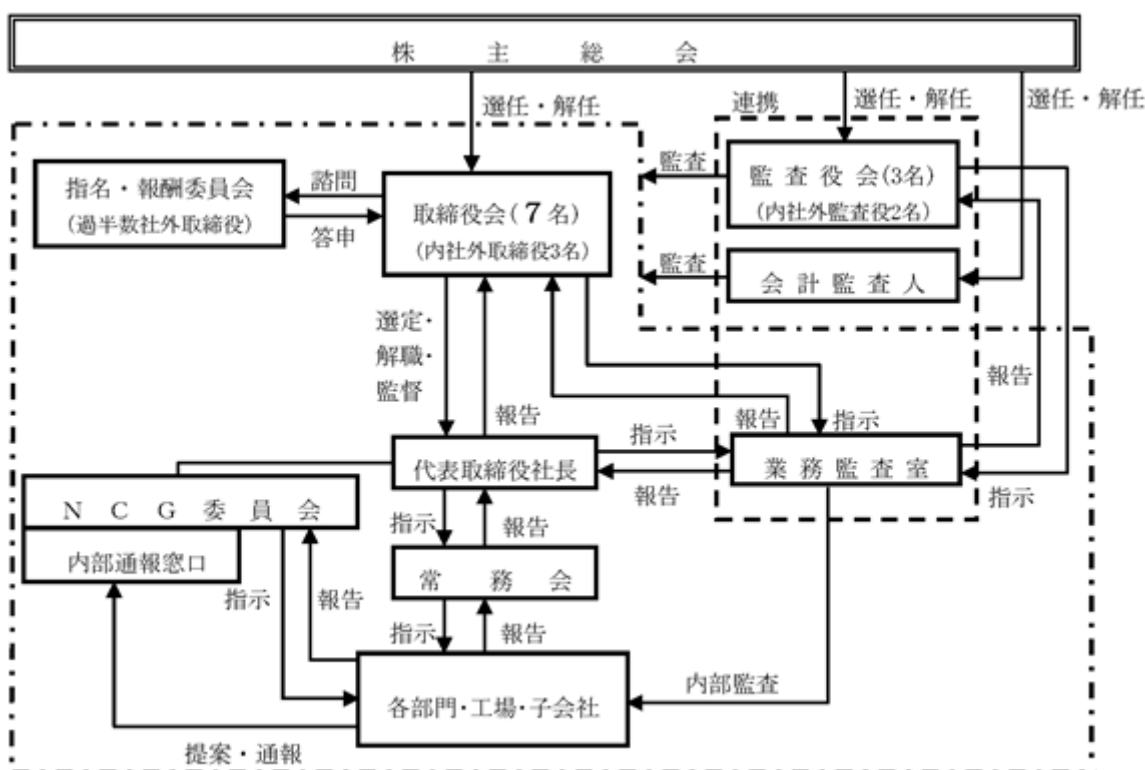 株主総会
選任・解任
連携
選任・解任
選任・解任
指名・報酬委員会
(過半数社外取締役)
諮問
答申
取締役会(7名)
(内社外取締役3名)
監査
監査役会(3名)
(内社外監査役2名)
監査
会計監査人
選定・
解職・
監督
報告
報告
指示
報告
代表取締役社長
指示
報告
業務監査室
指示
NCG委員会
内部通報窓口
指示
報告
常務会
指示
報告
指示
報告
各部門・工場・子会社
内部監査
提案・通報